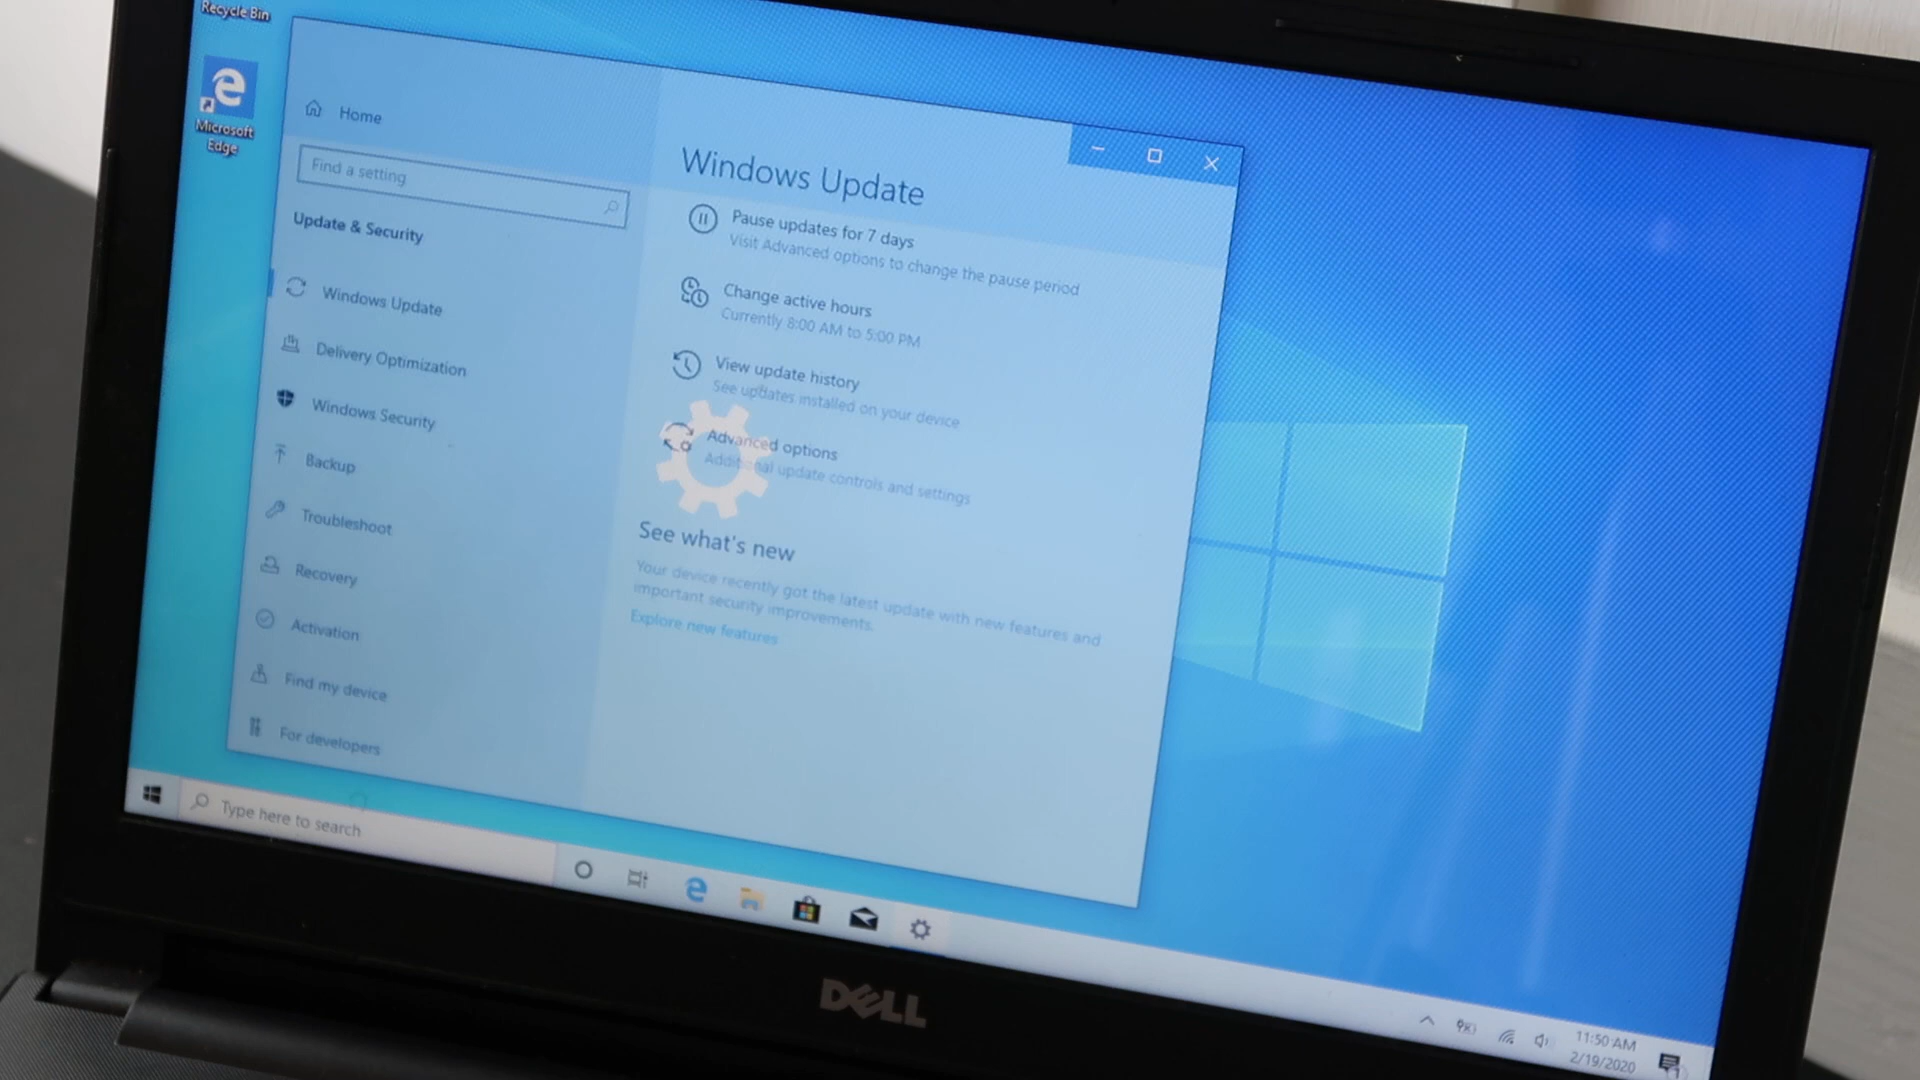 Recycle Bin
Microsoft
Edge
Home
Find a setting
Update & Security
Windows Update
Delivery Optimization
Windows Security
Backup
Troubleshoot
Recovery
Activation
Find my device
For developers
Windows Update
Pause updates for 7 days
Visit Advanced options to change the pause period
Change active hours
Currently 8:00 AM to 5:00 PM
View update history
See updates installed on your device
Advanced options
Additional update controls and settings
See what's new
Your device recently got the latest update with new features and
important security improvements.
Explore new features
Type here to search
11:50 AM
2/19/2020
1
DELL